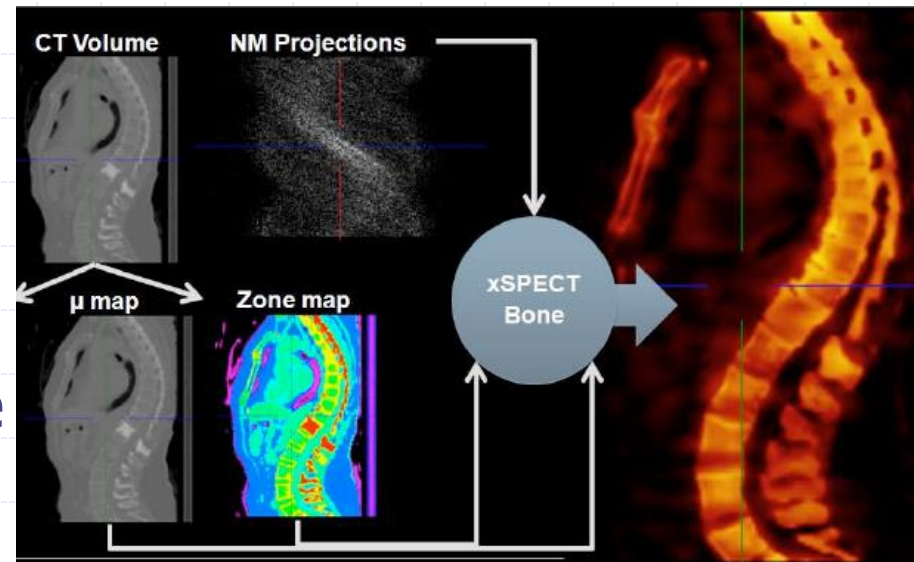 CT Volume
NM Projections
μ map
Zone map
xSPECT
Bone
e